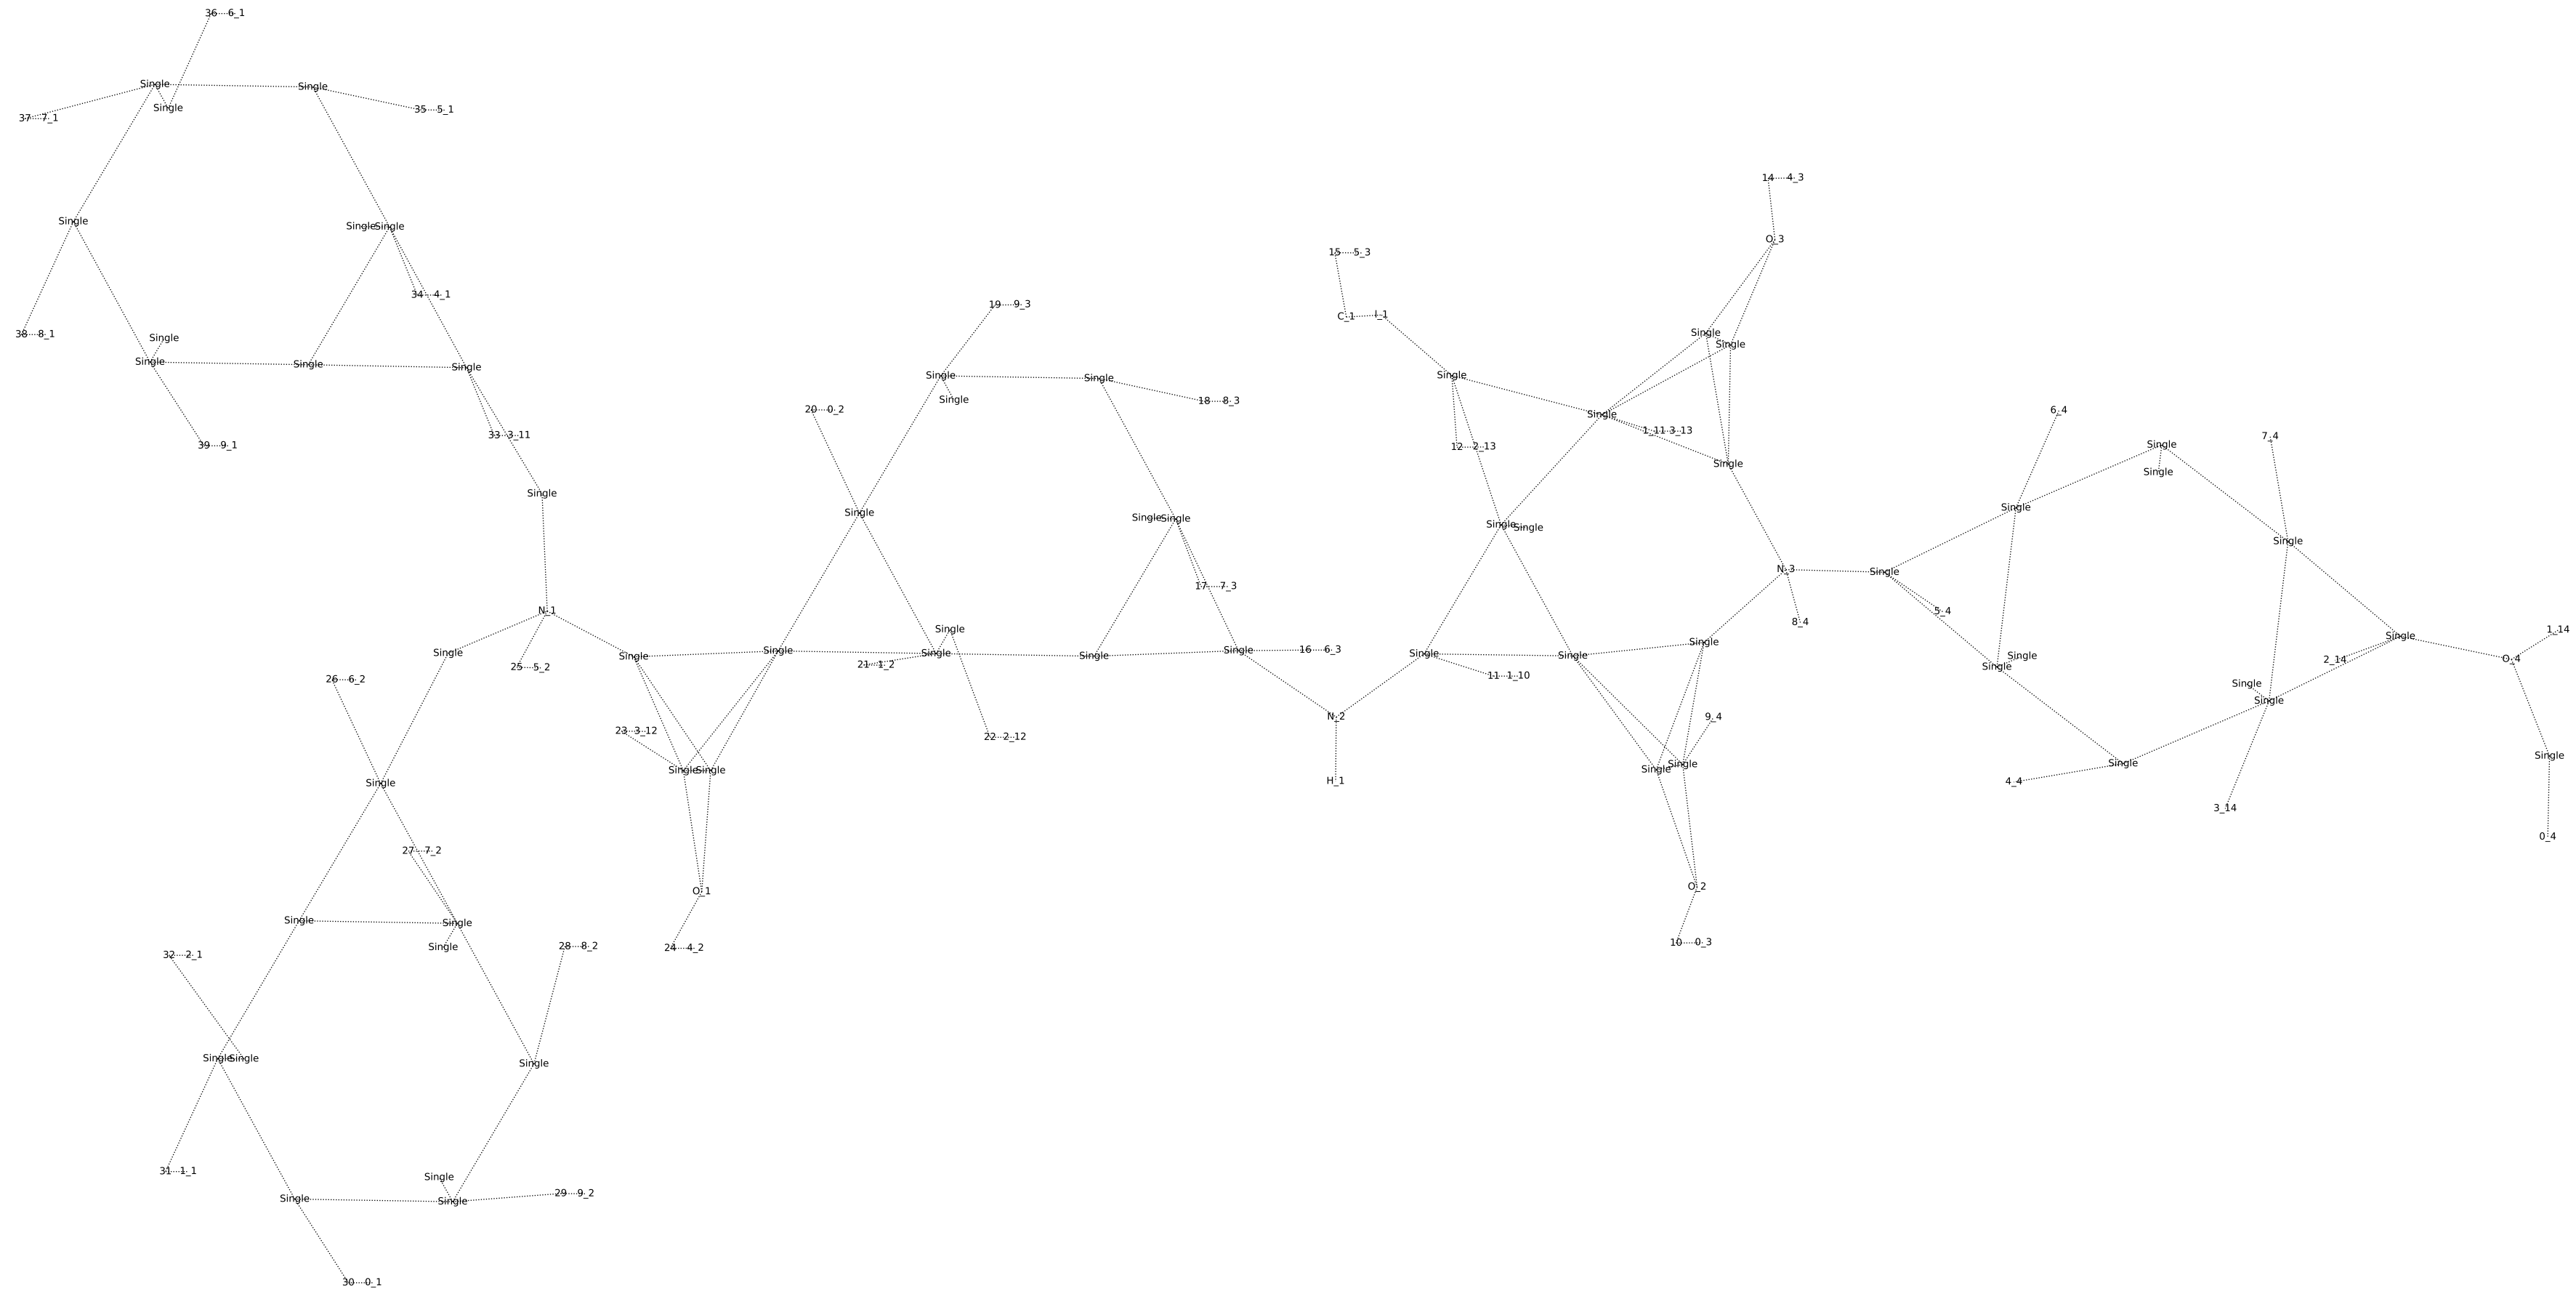 36 6_1
Single Single
Single
37 7_1
35 5_1
14 4_3
Single
Single Single
O_3
15 5_3
34 4_1
19 9_3
C_1 I_1
38 8_1
Single
Single
Single
Single
Single
Single
Single
Single
Single
Single
18 8_3
20 0_2
6_4
Single
1_11 3_13
33 3_11
7_4
39 9_1
Single
12 2_13
Single
Single
Single
Single
Single
Single Single
Single Single
Single
Single
N_3
Single
17 7_3
N_1
5_4
8_4
Single
1_14
Single
Single
16 6_3
Single
Single
Single
Single
Single
Single
Single
Single
Single
Single
2_14
O_4
21 1_2
25 5_2
Single
11 1_10
26 6_2
Single
Single
N_2
9_4
23 3_12
22 2_12
Single
Single
Single Single
Single
Single
H_1
4_4
Single
3_14
0_4
27 7_2
O_2
O_1
Single
Single
10 0_3
28 8_2
Single
24 4_2
32 2_1
Single Single
Single
31 1_1
Single
29 9_2
Single
Single
30 0_1